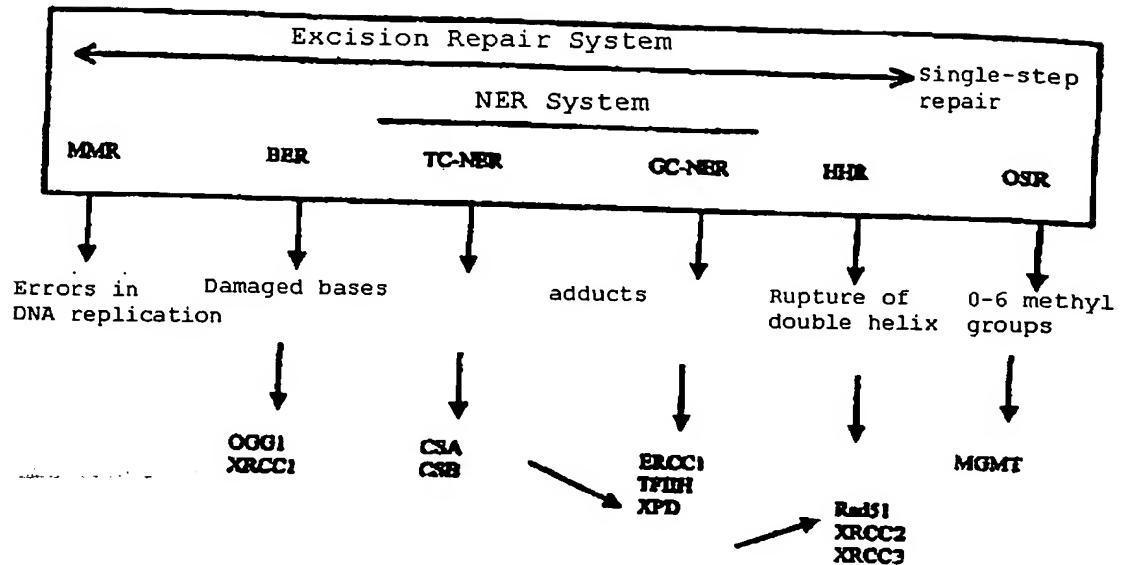 Excision Repair System
Single-step
repair
NER System
MMR
BER
TC-NER
GC-NER
HHR
OSR
Errors in
DNA replication
Damaged bases
adducts
Rupture of
double helix
0-6 methyl
groups
OGG1
XRCC1
CSA
CSB
ERCC1
TFIIH
XPD
Rad51
XRCC2
XRCC3
MGMT